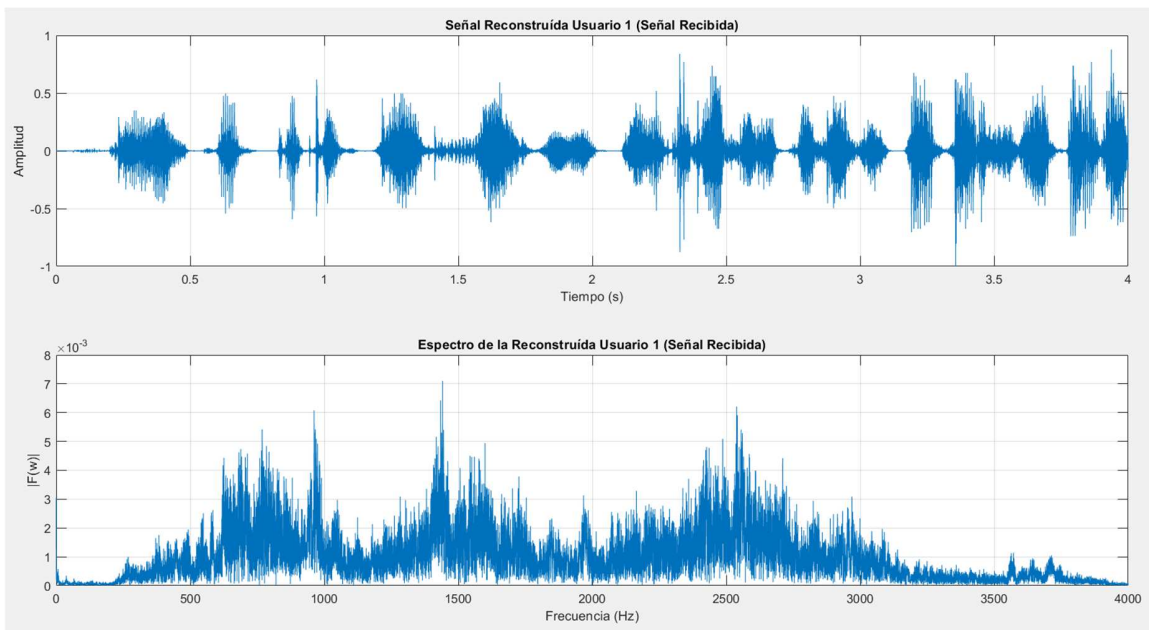 Señal Reconstruída Usuario 1 (Señal Recibida)
1
0.5
0
-0.5
-1
Amplitud
0 0.5 1 1.5 2 2.5 3 3.5 4
Tiempo (s)
Espectro de la Reconstruída Usuario 1 (Señal Recibida)
×10-3
8
7
6
5
4
3
2
1
0
|F(w)|
0 500 1000 1500 2000 2500 3000 3500 4000
Frecuencia (Hz)